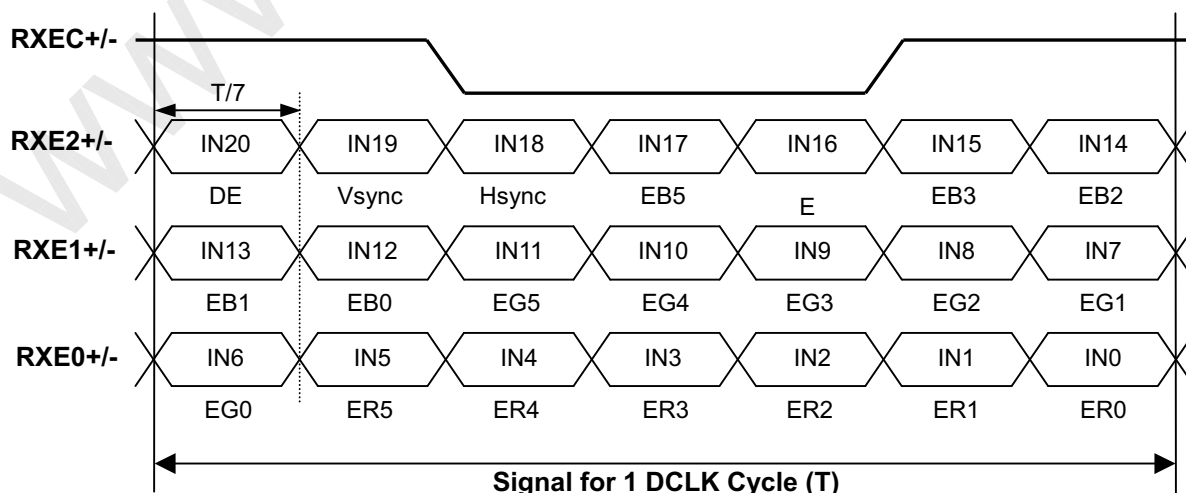 RXEC+/-
T/7
RXE2+/- IN20 IN19 IN18 IN17 IN16 IN15 IN14
DE Vsync Hsync EB5 E EB3 EB2
RXE1+/- IN13 IN12 IN11 IN10 IN9 IN8 IN7
EB1 EB0 EG5 EG4 EG3 EG2 EG1
RXE0+/- IN6 IN5 IN4 IN3 IN2 IN1 IN0
EG0 ER5 ER4 ER3 ER2 ER1 ER0
Signal for 1 DCLK Cycle (T)